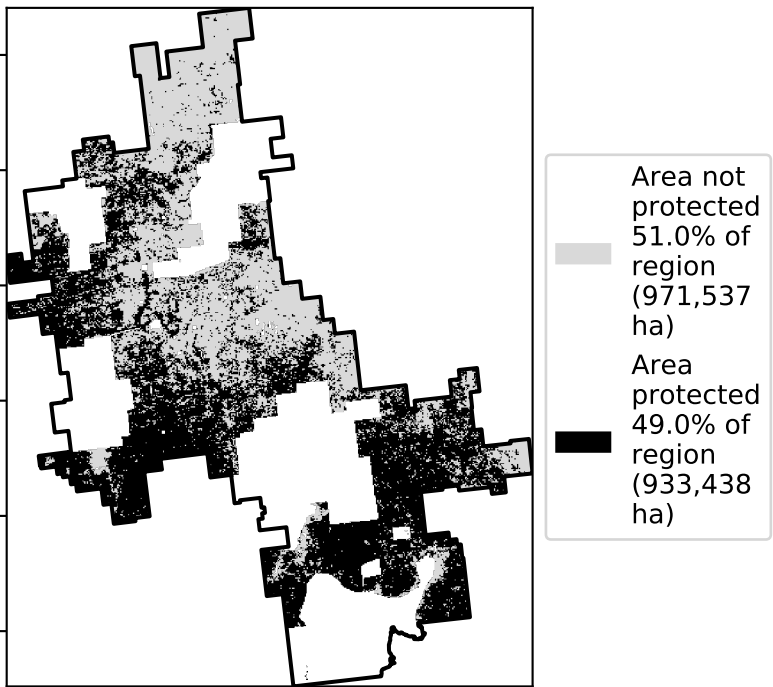 Area not
protected
51.0% of
region
(971,537
ha)
Area
protected
49.0% of
region
(933,438
ha)